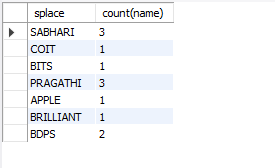 splace count(name)
SABHARI 3
COIT 1
BITS 1
PRAGATHI 3
APPLE 1
BRILLIANT 1
BDPS 2